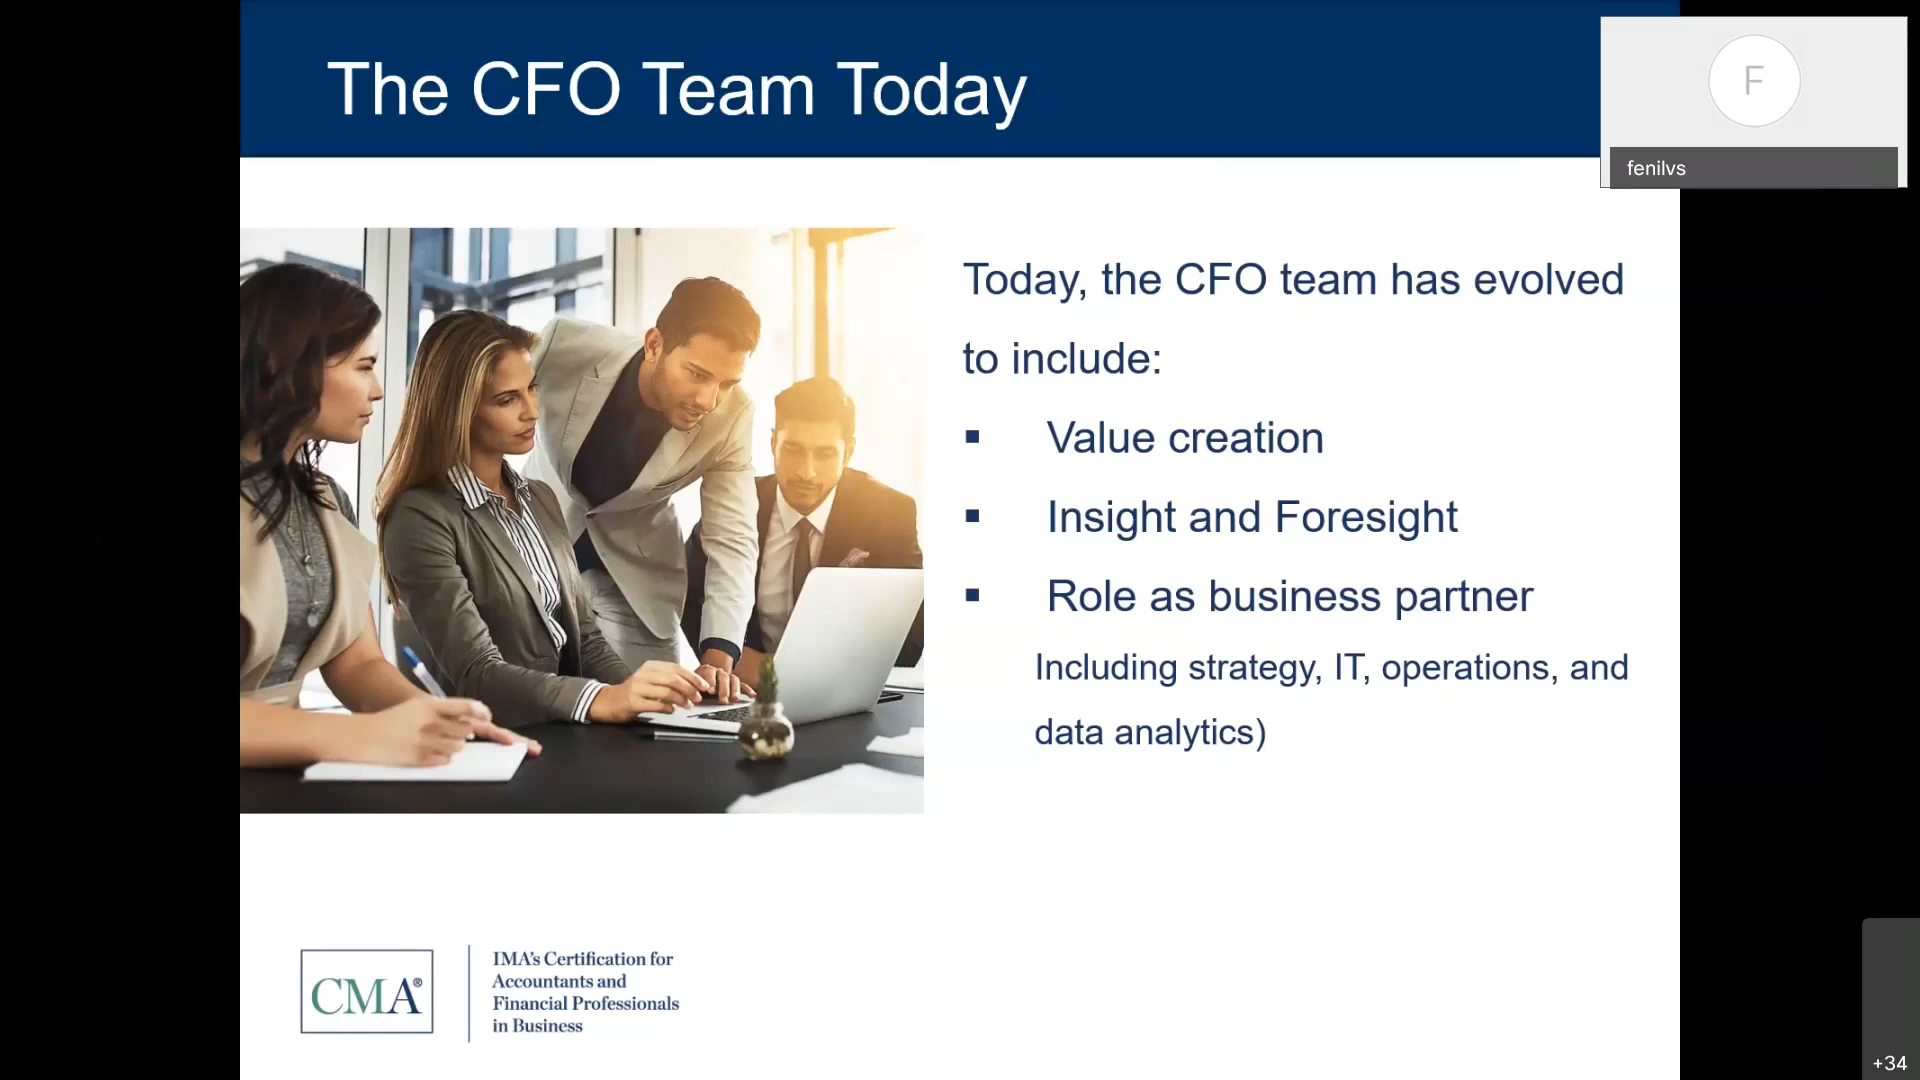 The CFO Team Today
F
fenilvs
Today, the CFO team has evolved
to include:
▪ Value creation
▪ Insight and Foresight
▪ Role as business partner
Including strategy, IT, operations, and
data analytics)
CMA®
IMA's Certification for
Accountants and
Financial Professionals
in Business
+34